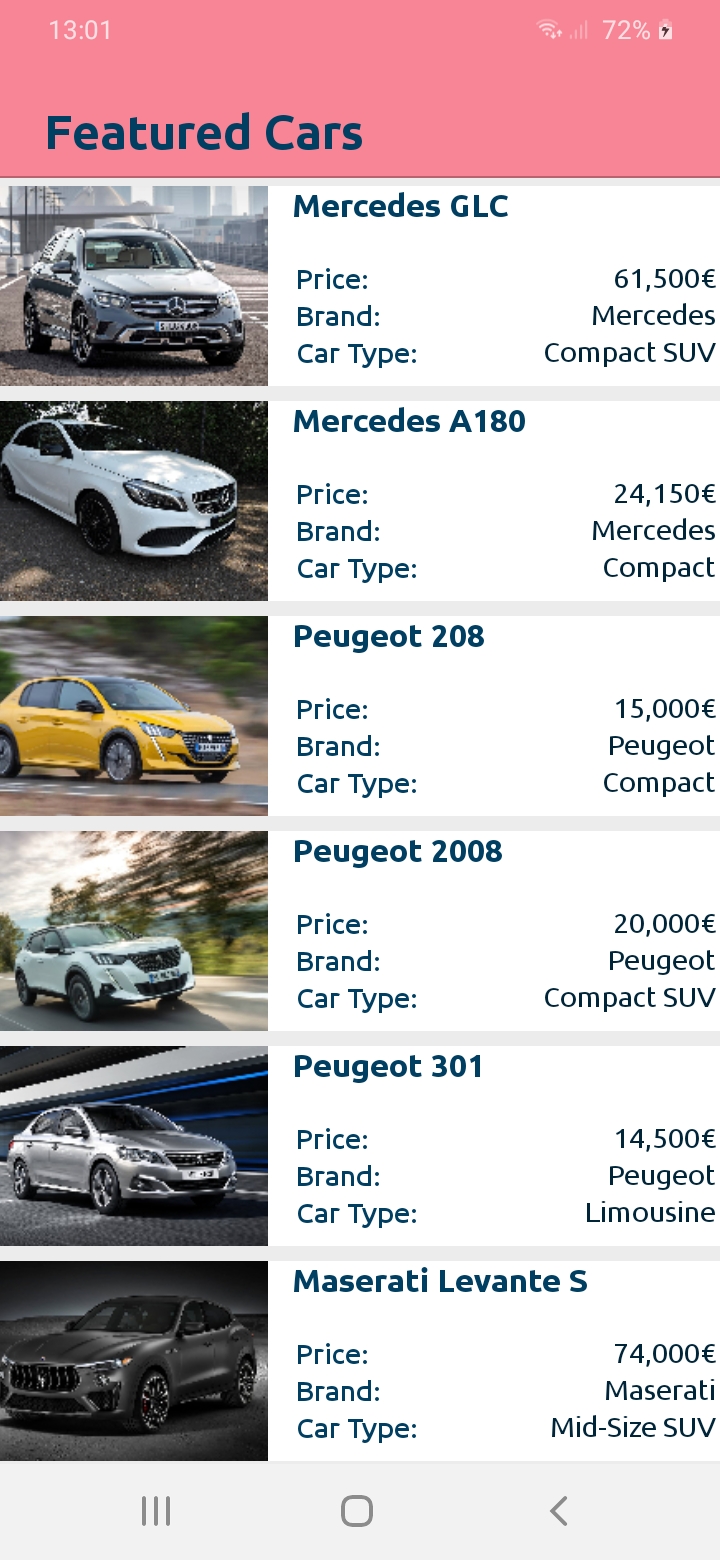 13:01 72%
Featured Cars
Mercedes GLC
Price: 61,500€
Brand: Mercedes
Car Type: Compact SUV
Mercedes A180
Price: 24,150€
Brand: Mercedes
Car Type: Compact
Peugeot 208
Price: 15,000€
Brand: Peugeot
Car Type: Compact
Peugeot 2008
Price: 20,000€
Brand: Peugeot
Car Type: Compact SUV
Peugeot 301
Price: 14,500€
Brand: Peugeot
Car Type: Limousine
Maserati Levante S
Price: 74,000€
Brand: Maserati
Car Type: Mid-Size SUV